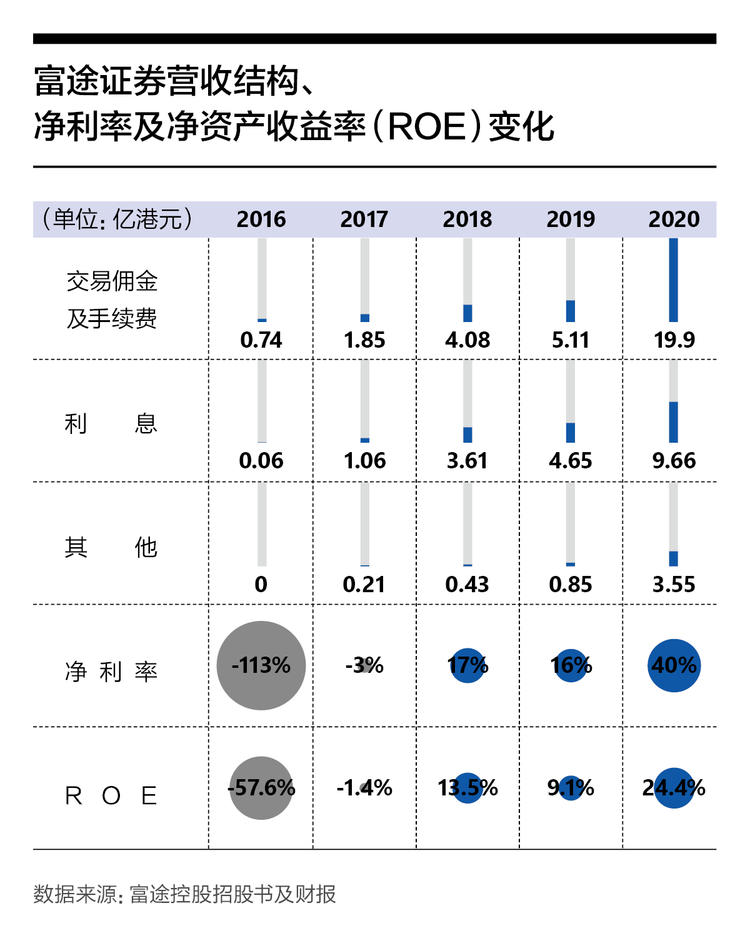 富途证券营收结构、
净利率及净资产收益率（ROE）变化
（单位：亿港元） 2016 2017 2018 2019 2020
交易佣金
及手续费
0.74 1.85 4.08 5.11 19.9
利息
0.06 1.06 3.61 4.65 9.66
其他
0 0.21 0.43 0.85 3.55
净利率 -113% -3% 17% 16% 40%
ROE -57.6% -1.4% 13.5% 9.1% 24.4%
数据来源：富途控股招股书及财报